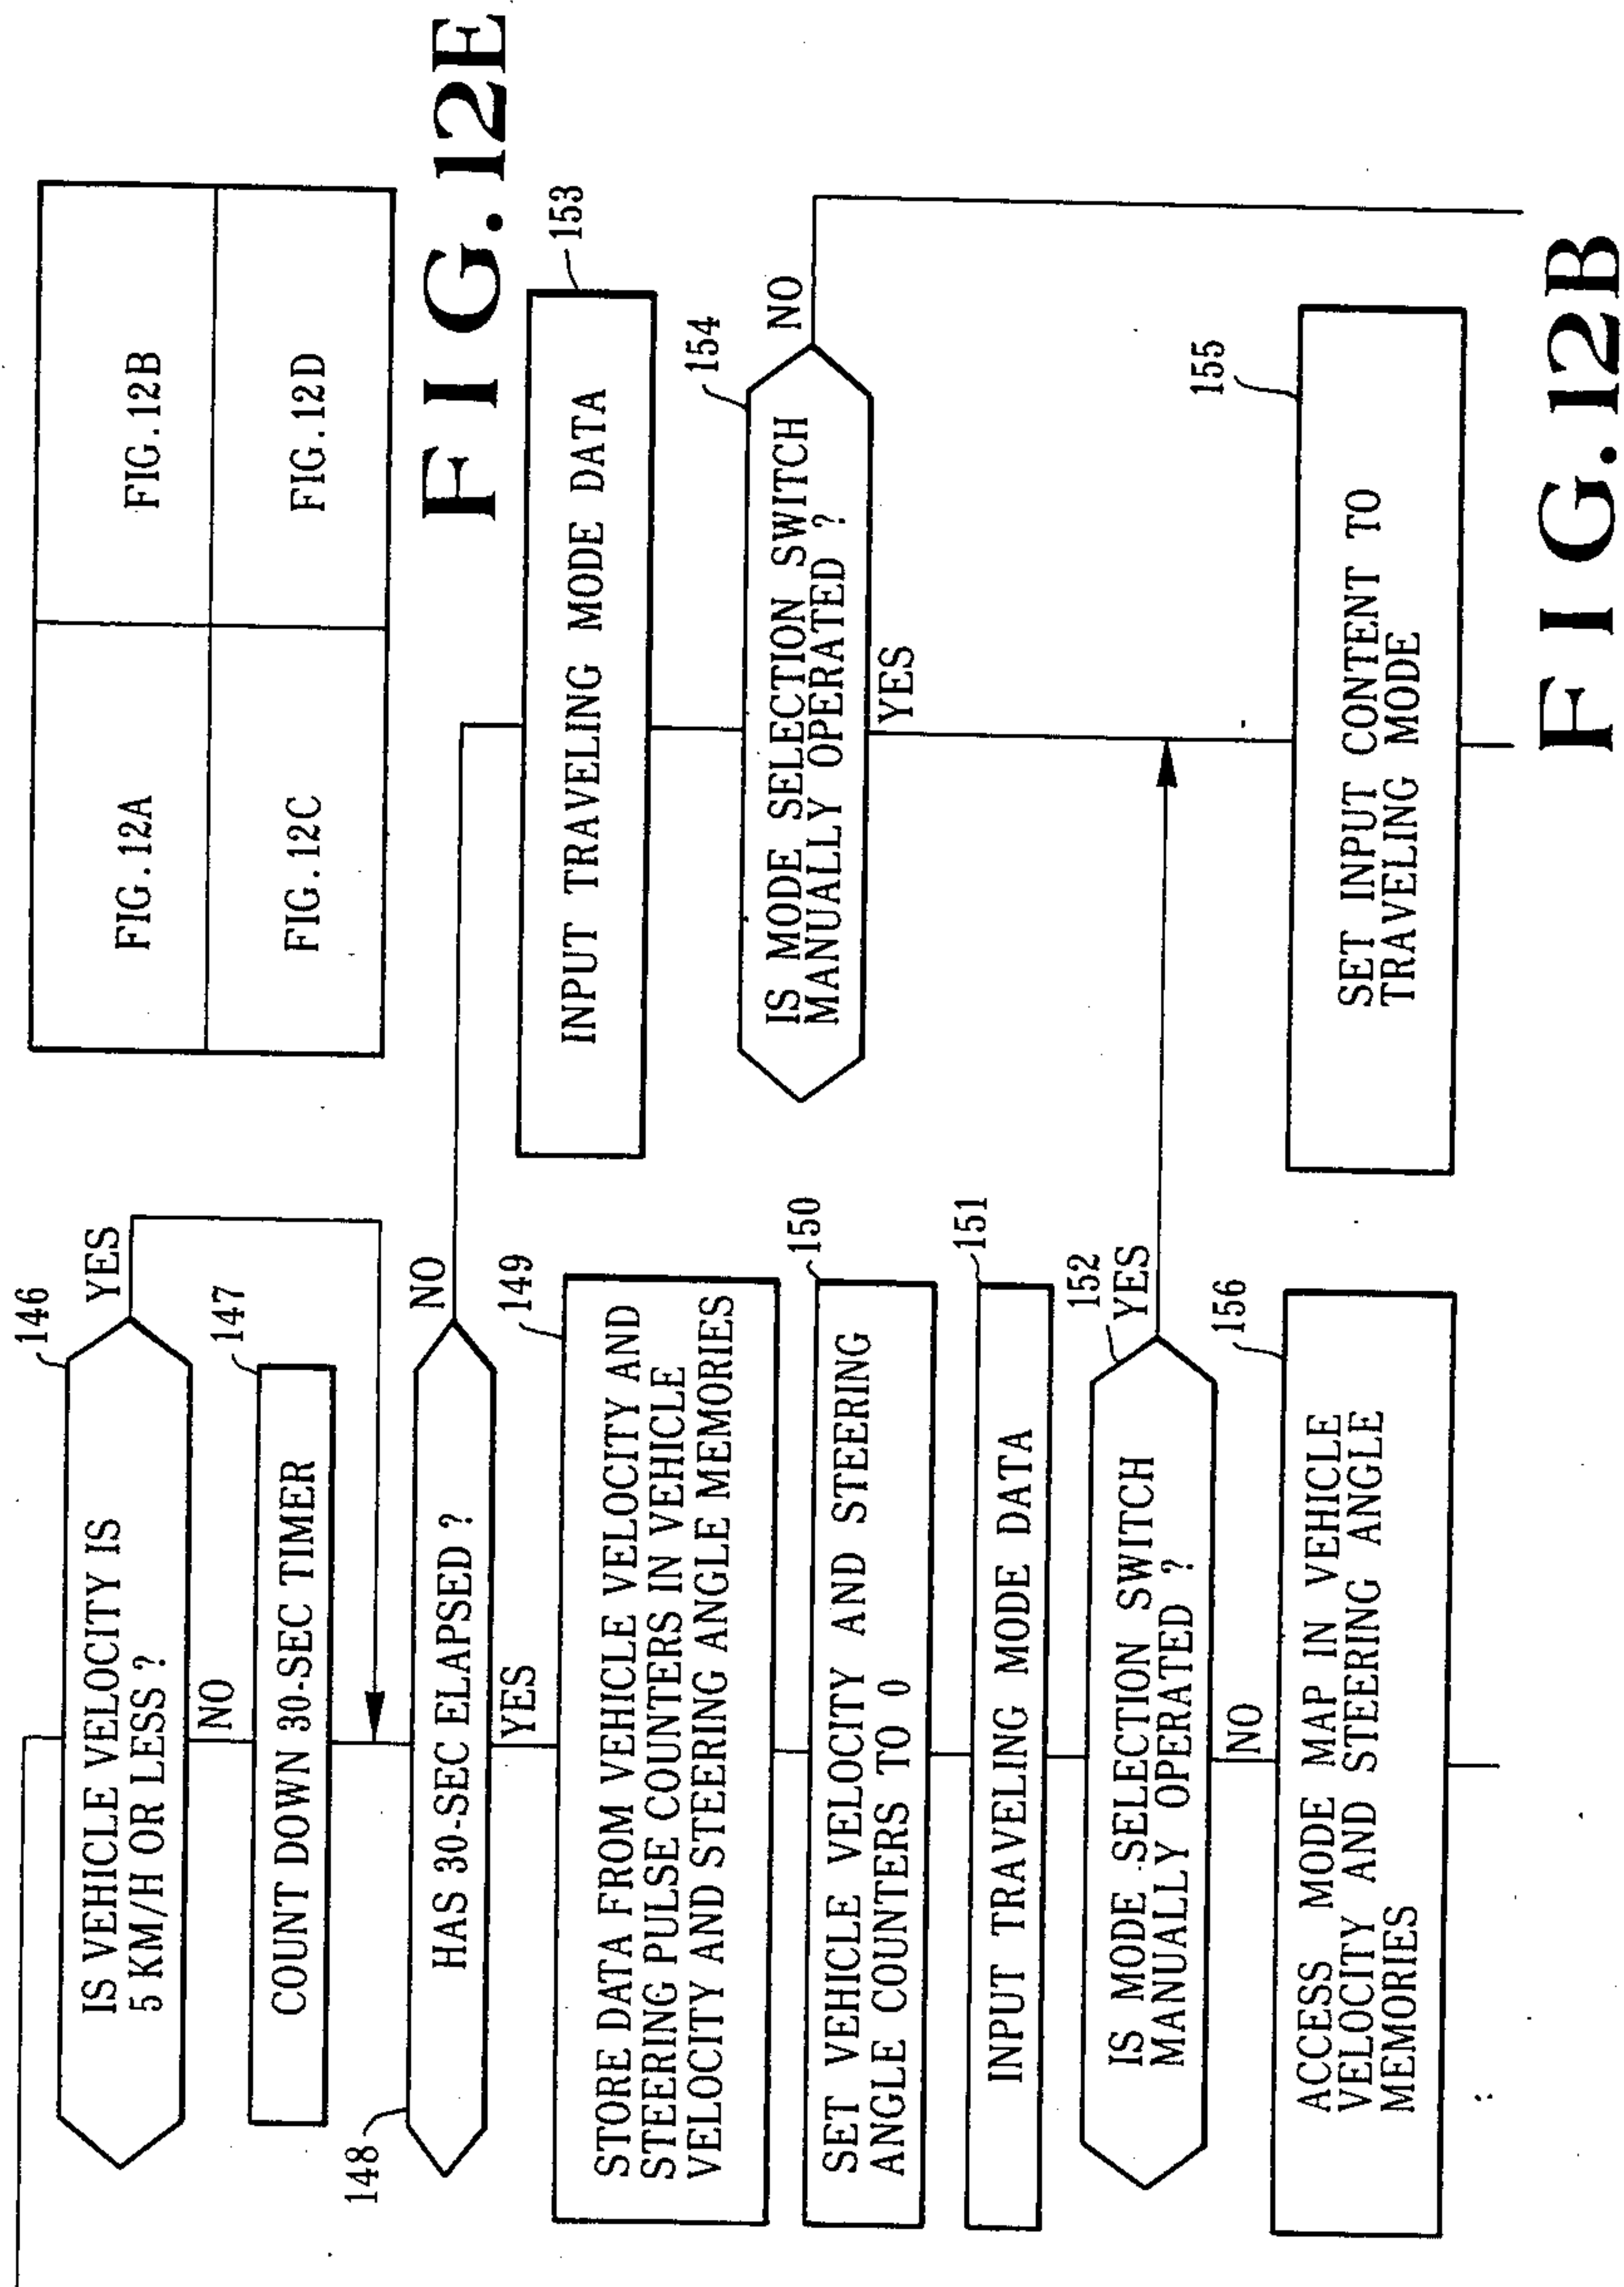 146
IS VEHICLE VELOCITY IS
5 KM/H OR LESS ?
YES
NO
147
COUNT DOWN 30-SEC TIMER
148
HAS 30-SEC ELAPSED ?
NO
YES
149
STORE DATA FROM VEHICLE VELOCITY AND
STEERING PULSE COUNTERS IN VEHICLE
VELOCITY AND STEERING ANGLE MEMORIES
150
SET VEHICLE VELOCITY AND STEERING
ANGLE COUNTERS TO 0
151
INPUT TRAVELING MODE DATA
152
YES
IS MODE SELECTION SWITCH
MANUALLY OPERATED ?
NO
156
ACCESS MODE MAP IN VEHICLE
VELOCITY AND STEERING ANGLE
MEMORIES
FIG.12A
FIG.12B
FIG.12C
FIG.12D
FIG.12E
153
INPUT TRAVELING MODE DATA
154
NO
IS MODE SELECTION SWITCH
MANUALLY OPERATED ?
YES
155
SET INPUT CONTENT TO
TRAVELING MODE
FIG.12B